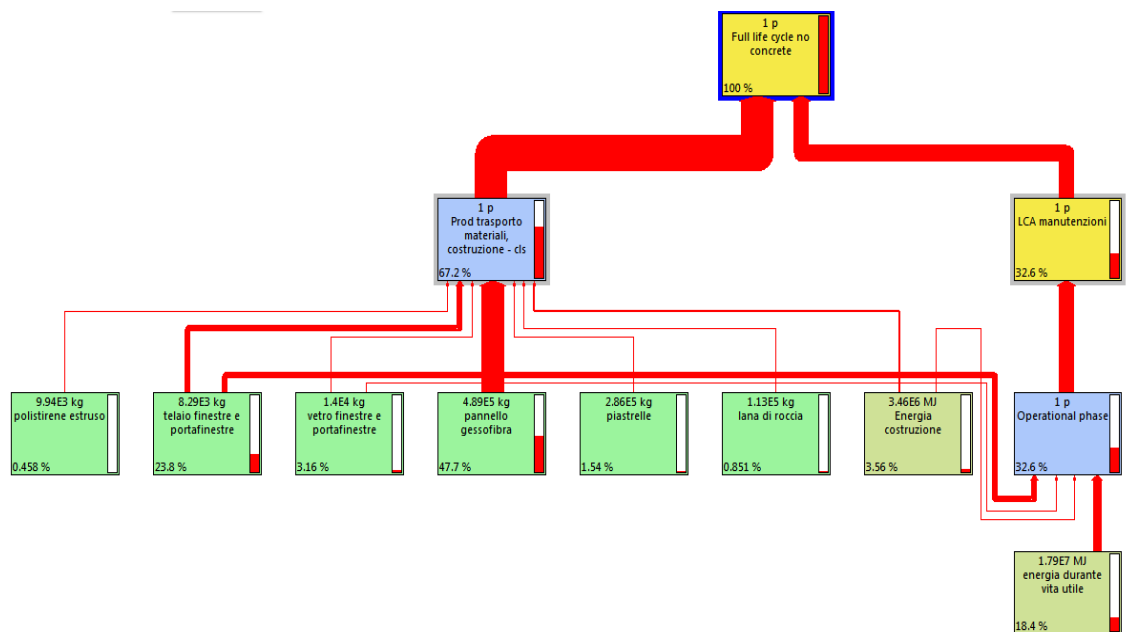 1 p
Full life cycle no
concrete
100 %
1 p
Prod trasporto
materiali,
costruzione - cls
67.2 %
1 p
LCA manutenzioni
32.6 %
9.94E3 kg
polistirene estruso
0.458 %
8.29E3 kg
telaio finestre e
portafinestre
23.8 %
1.4E4 kg
vetro finestre e
portafinestre
3.16 %
4.89E5 kg
pannello
gessofibra
47.7 %
2.86E5 kg
piastrelle
1.54 %
1.13E5 kg
lana di roccia
0.851 %
3.46E6 MJ
Energia
costruzione
3.56 %
1 p
Operational phase
32.6 %
1.79E7 MJ
energia durante
vita utile
18.4 %